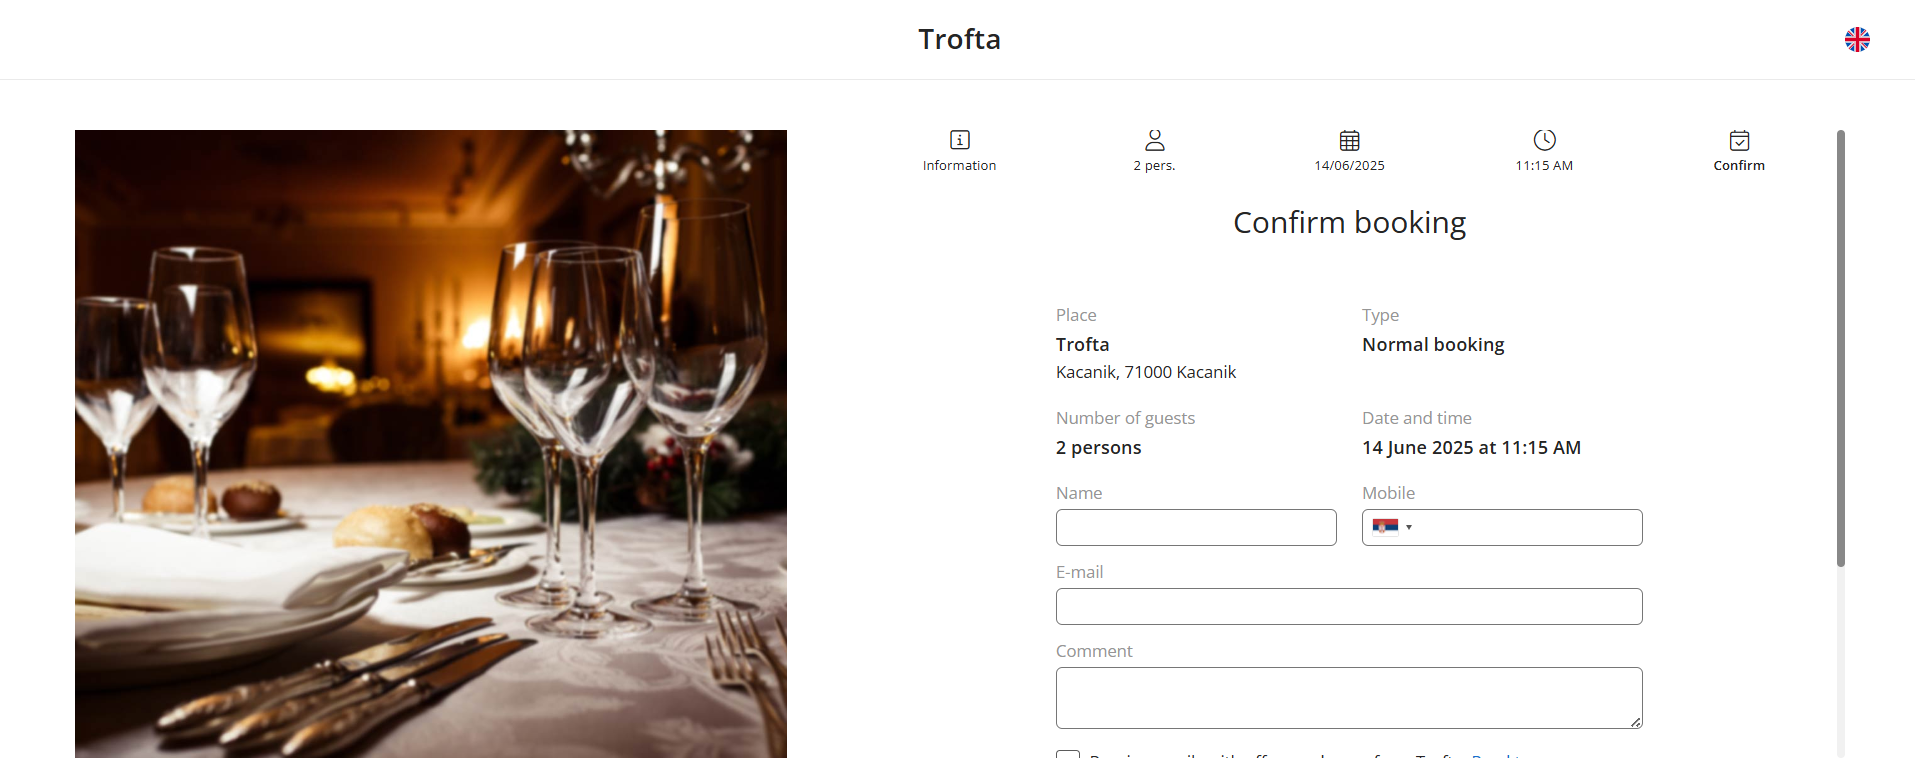 Trofta
Information
2 pers.
14/06/2025
11:15 AM
Confirm
Confirm booking
Place
Type
Trofta
Normal booking
Kacanik, 71000 Kacanik
Number of guests
Date and time
2 persons
14 June 2025 at 11:15 AM
Name
Mobile
E-mail
Comment